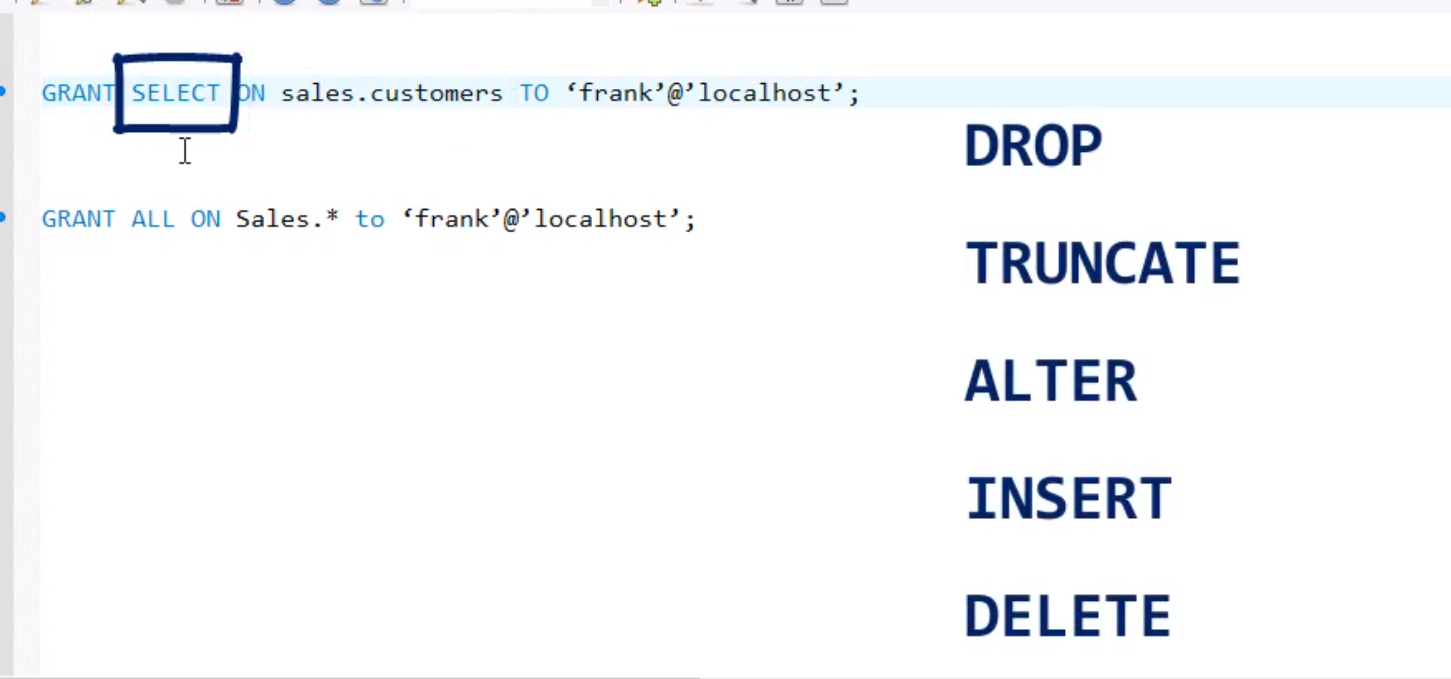 GRANT SELECT ON sales.customers TO ‘frank’@’localhost’;
DROP
TRUNCATE
GRANT ALL ON Sales.* to ‘frank’@’localhost’;
ALTER
INSERT
DELETE